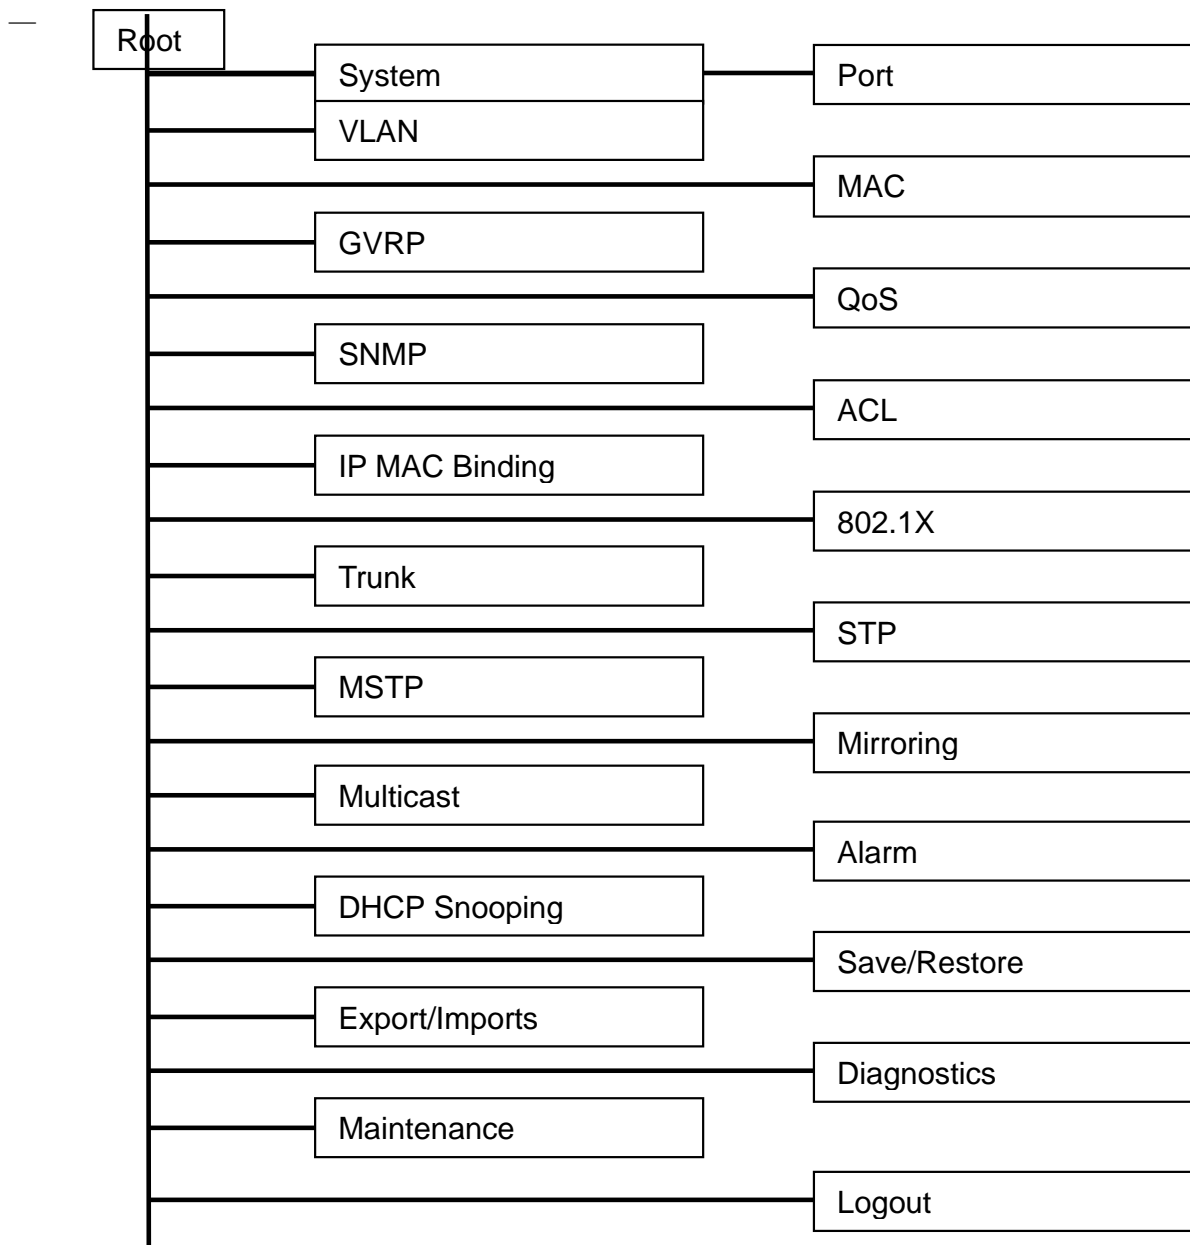 Root
System
Port
VLAN
MAC
GVRP
QoS
SNMP
ACL
IP MAC Binding
802.1X
Trunk
STP
MSTP
Mirroring
Multicast
Alarm
DHCP Snooping
Save/Restore
Export/Imports
Diagnostics
Maintenance
Logout